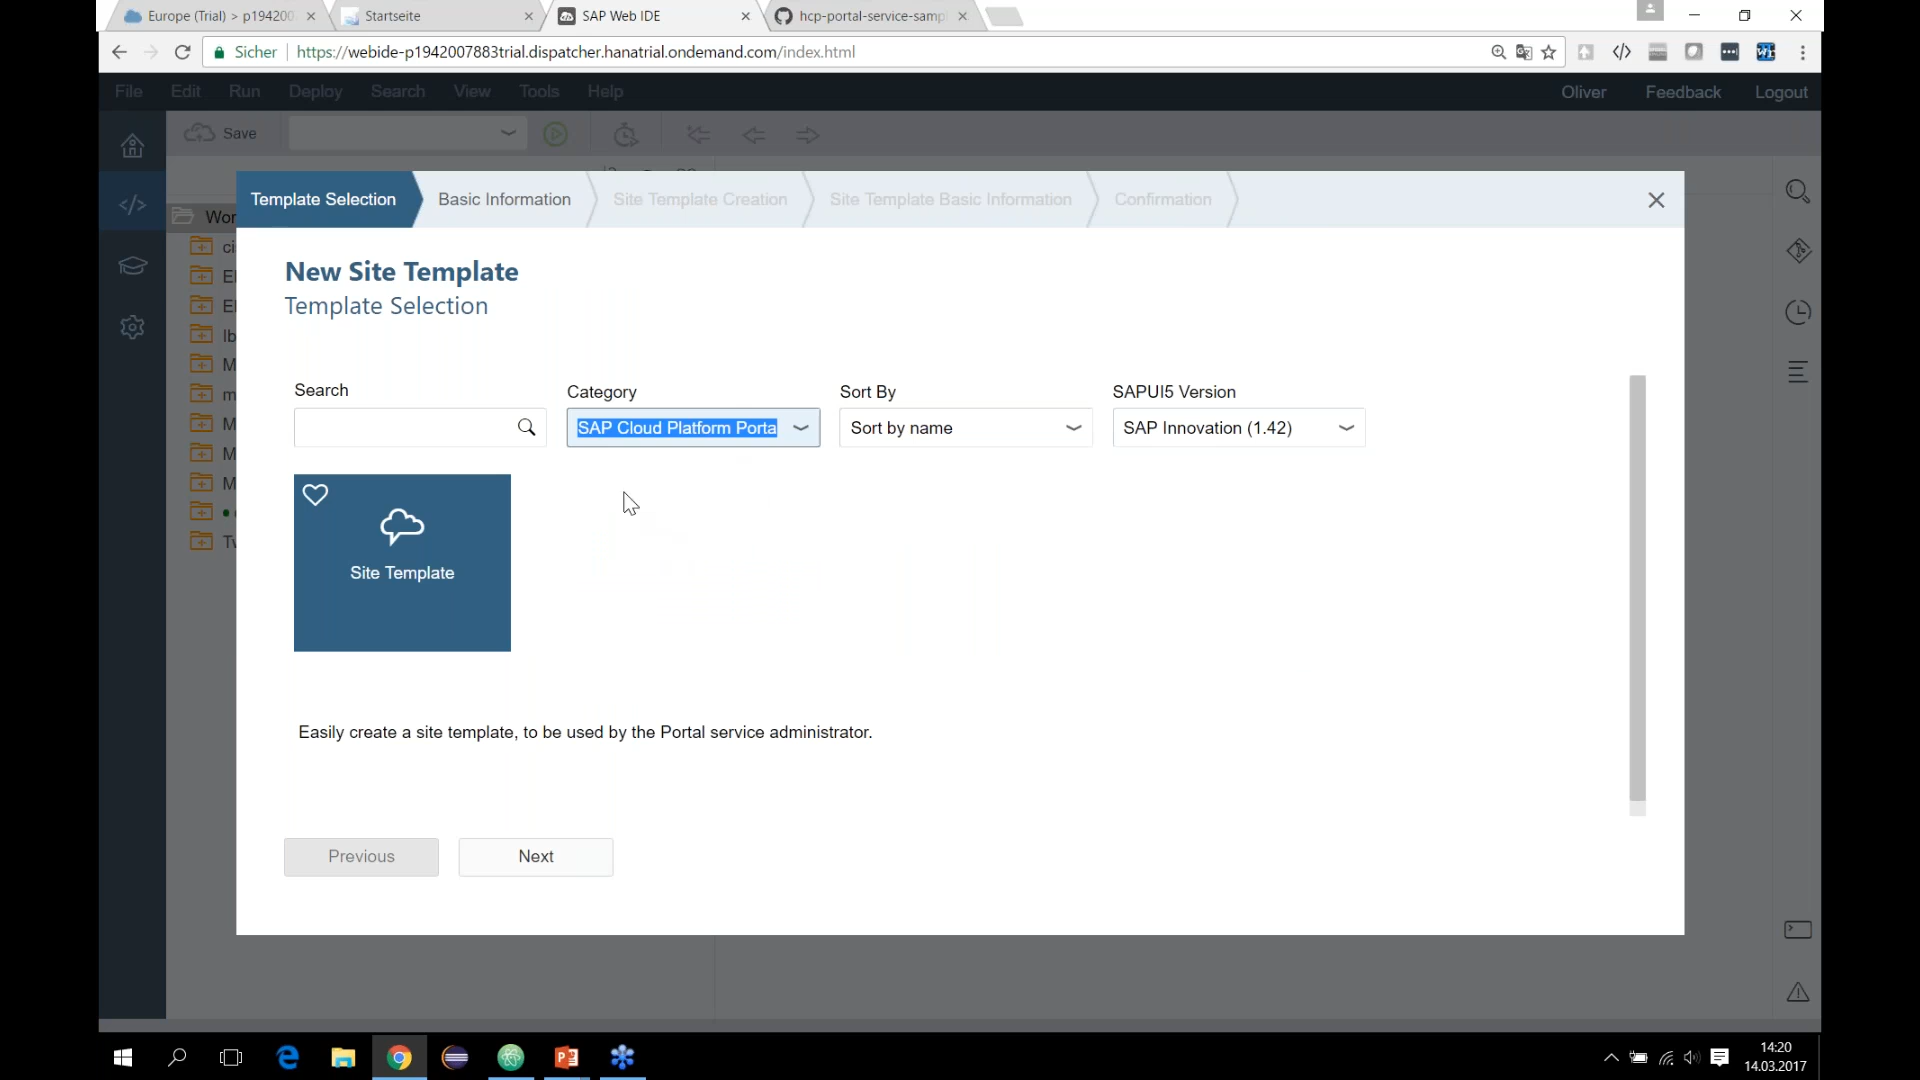 Europe (Trial) > p194200
Startseite
SAP Web IDE
hcp-portal-service-samp
Sicher
https://webide-p1942007883trial.dispatcher.hanatrial.ondemand.com/index.html
File Edit Run Deploy Search View Tools Help
Oliver Feedback Logout
Save
Wor
ci
Template Selection
Basic Information
Site Template Creation
Site Template Basic Information
Confirmation
New Site Template
Template Selection
Search
Category
Sort By
SAPUI5 Version
SAP Cloud Platform Porta
Sort by name
SAP Innovation (1.42)
Site Template
Easily create a site template, to be used by the Portal service administrator.
Previous
Next
14:20
14.03.2017